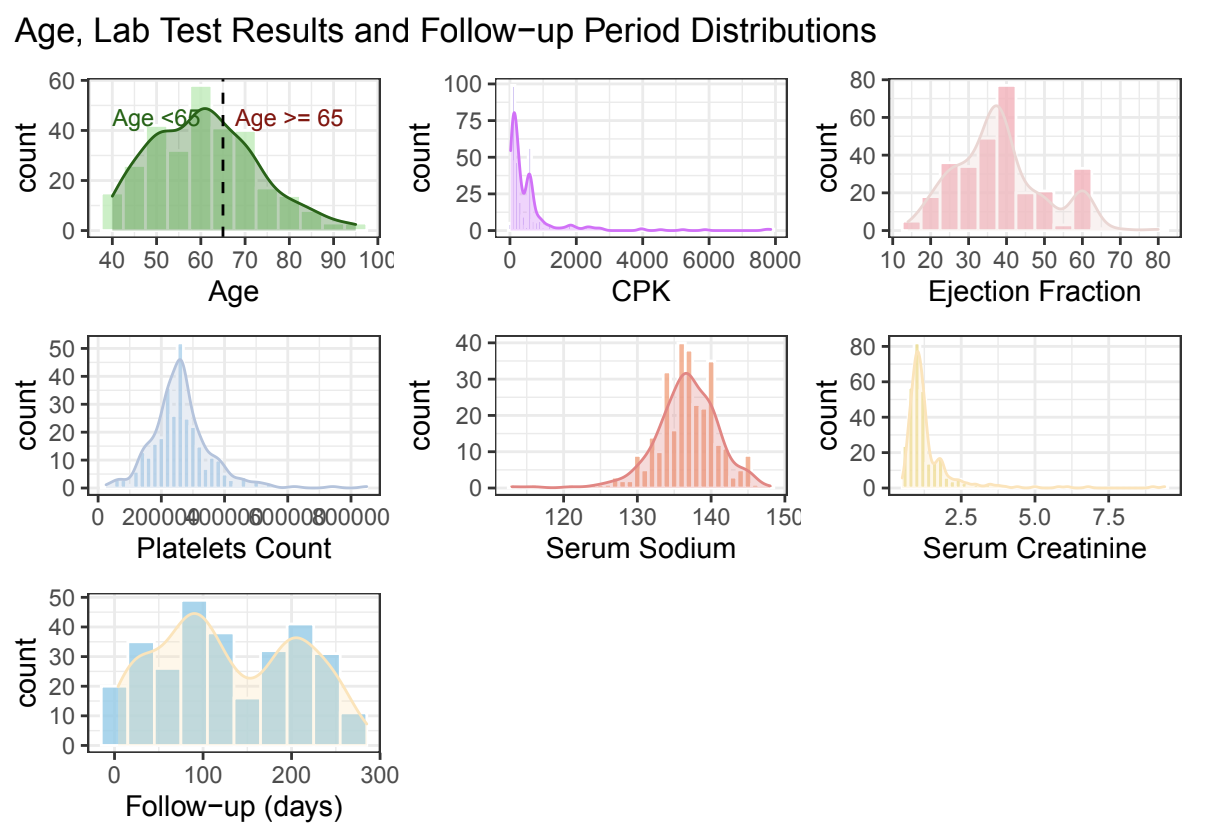 Age, Lab Test Results and Follow−up Period Distributions
60
40
20
0
count
Age <65
Age >= 65
40 50 60 70 80 90 100
Age
100
75
50
25
0
count
0 2000 4000 6000 8000
CPK
80
60
40
20
0
count
10 20 30 40 50 60 70 80
Ejection Fraction
50
40
30
20
10
0
count
0 200000 400000 600000 800000
Platelets Count
40
30
20
10
0
count
120 130 140 150
Serum Sodium
80
60
40
20
0
count
2.5 5.0 7.5
Serum Creatinine
50
40
30
20
10
0
count
0 100 200 300
Follow−up (days)